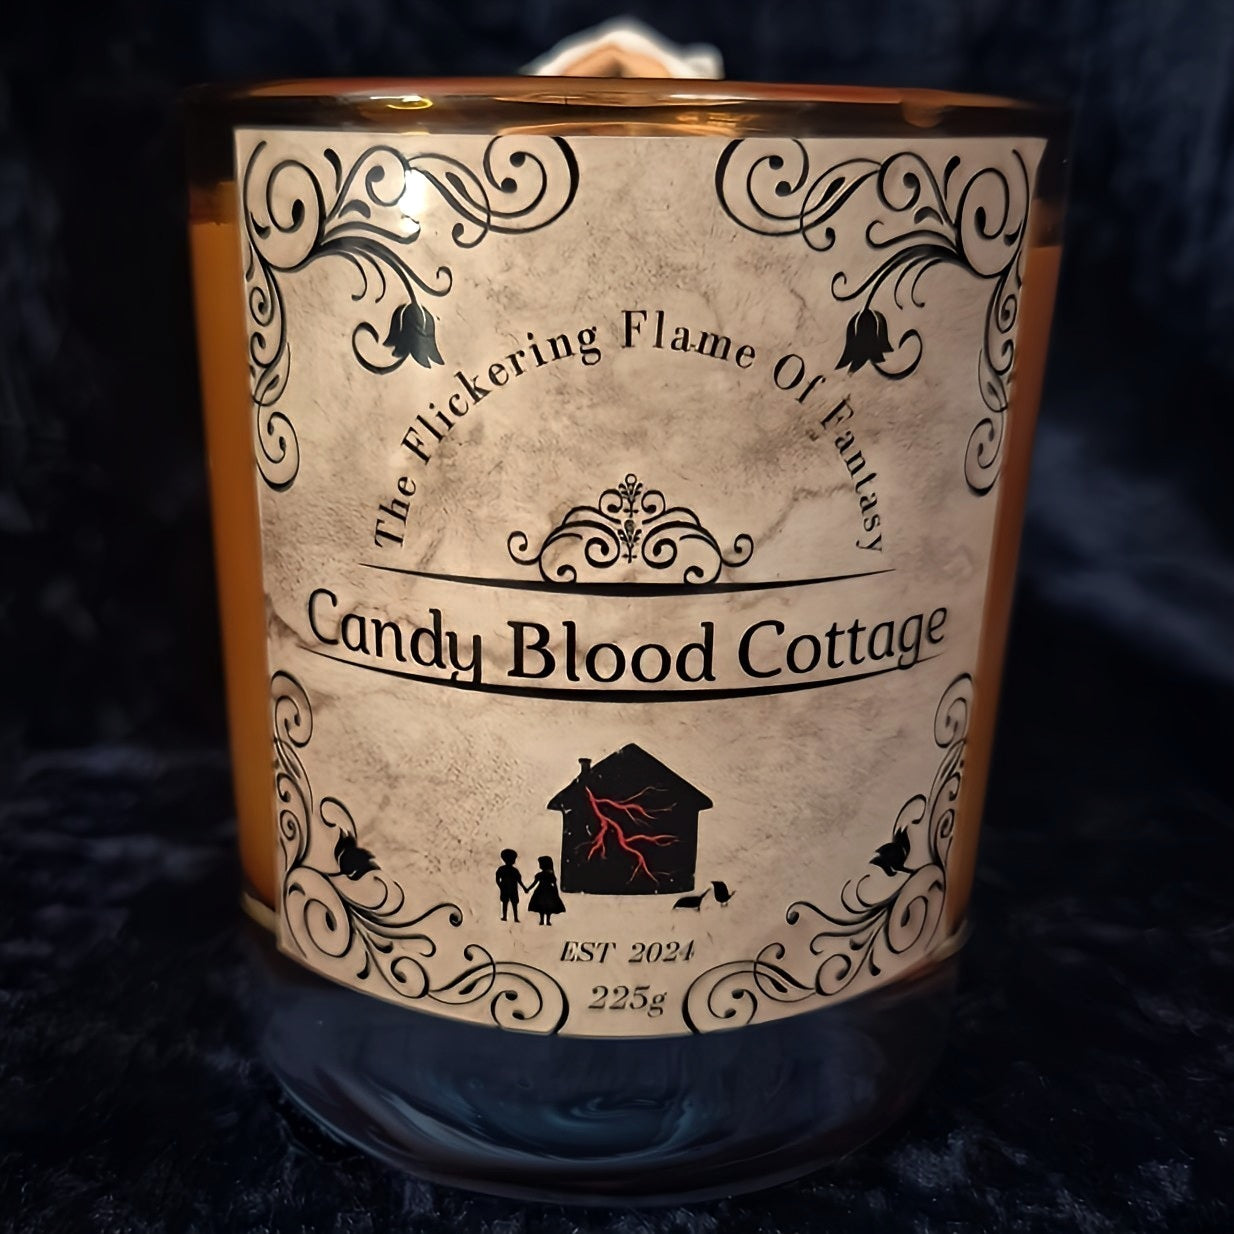 The Flickering Flame Of Fantasy
Candy Blood Cottage
EST 2024
225g